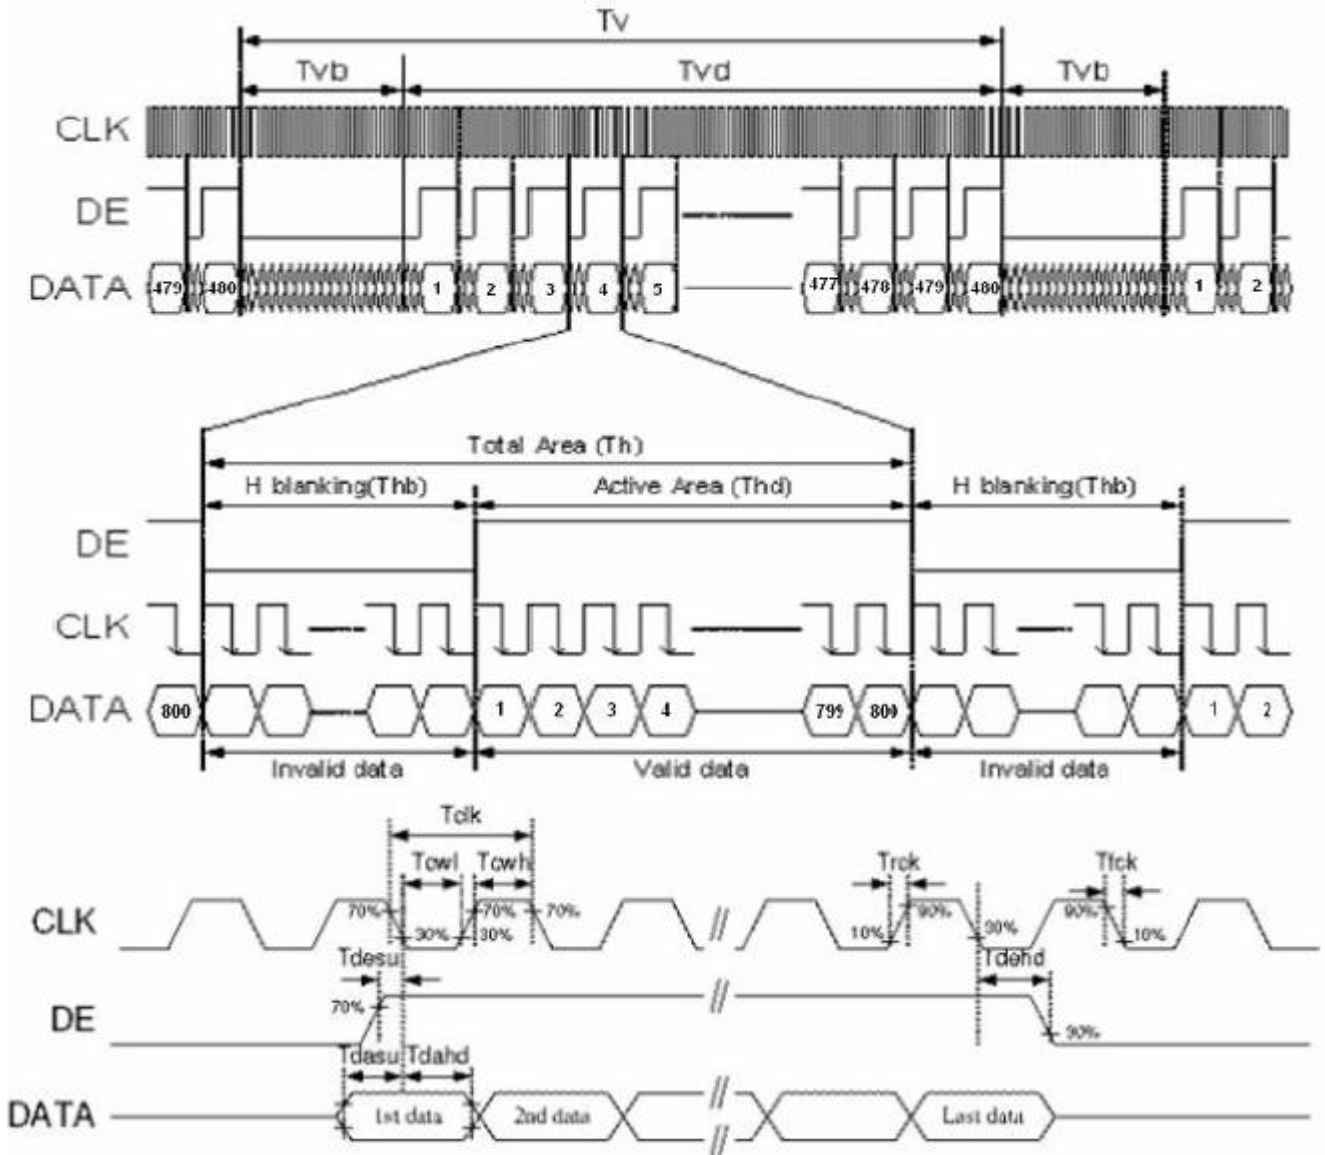 Tv
Tvb Tvd Tvb
CLK
DE
DATA 479 480 1 2 3 4 5 477 478 479 480 1 2
Total Area (Th)
H blanking(Thb) Active Area (Thd) H blanking(Thb)
DE
CLK
DATA 800 1 2 3 4 799 800 1 2
Invalid data Valid data Invalid data
Tclk
Tcwl Tcwh Trck Tfck
CLK 70% 70% 70% 90% 90%
30% 30% 10% 30% 10%
Tdesu Tdehd
DE 70% 90%
Tdasu Tdahd
DATA 1st data 2nd data Last data